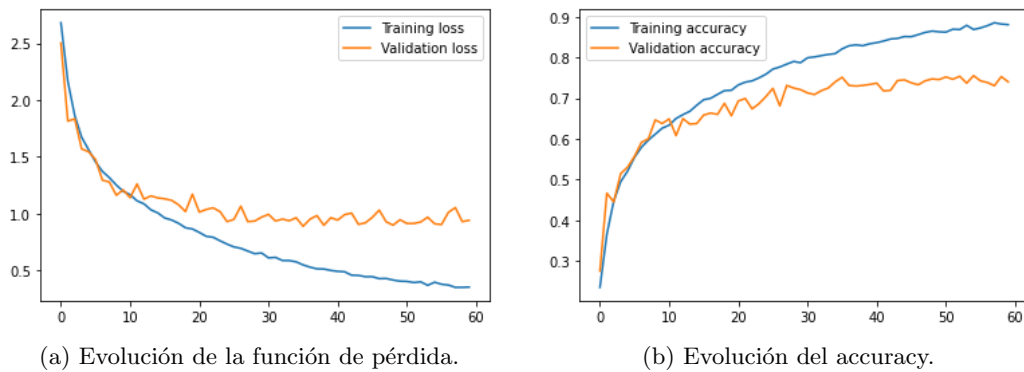 Training loss
Validation loss
2.5
2.0
1.5
1.0
0.5
0 10 20 30 40 50 60
Training accuracy
Validation accuracy
0.9
0.8
0.7
0.6
0.5
0.4
0.3
0 10 20 30 40 50 60
(a) Evolución de la función de pérdida.
(b) Evolución del accuracy.